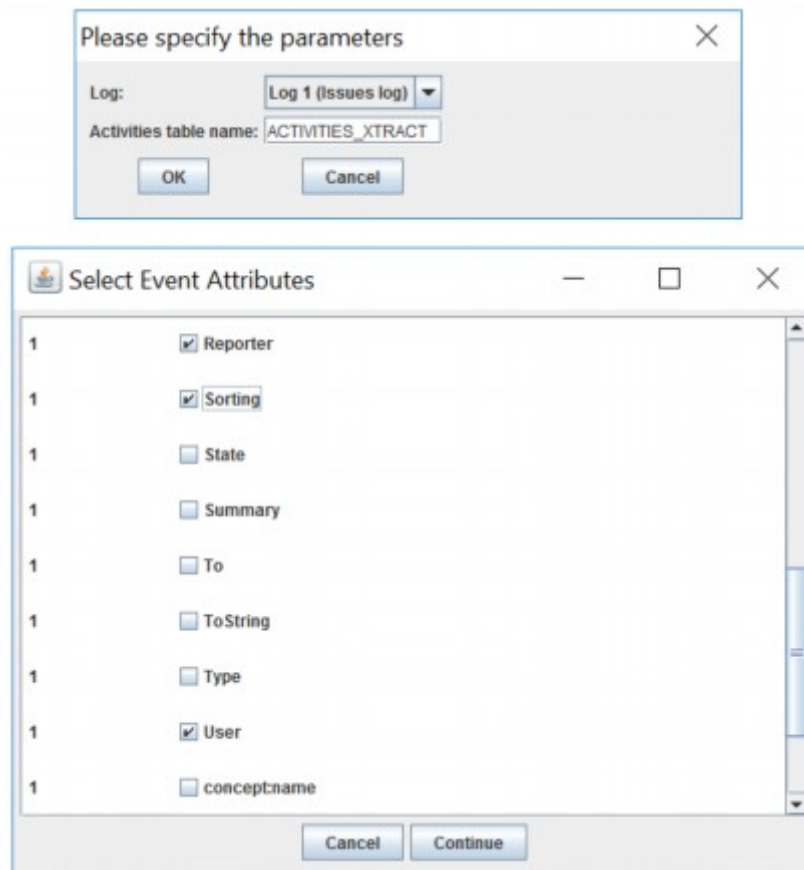 Please specify the parameters
Log: Log 1 (Issues log)
Activities table name: ACTIVITIES_XTRACT
OK Cancel
Select Event Attributes
1 Reporter
1 Sorting
1 State
1 Summary
1 To
1 ToString
1 Type
1 User
1 concept:name
Cancel Continue